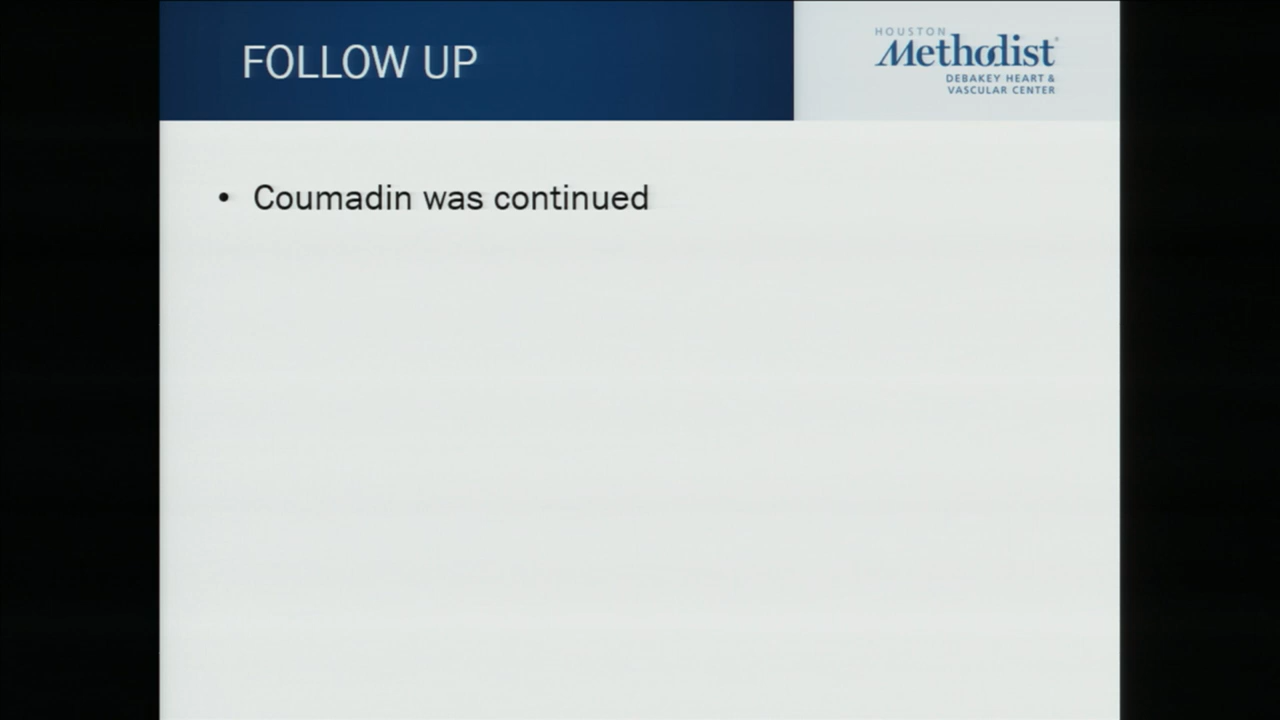 FOLLOW UP
HOUSTON
Methodist®
DEBAKEY HEART &
VASCULAR CENTER
• Coumadin was continued